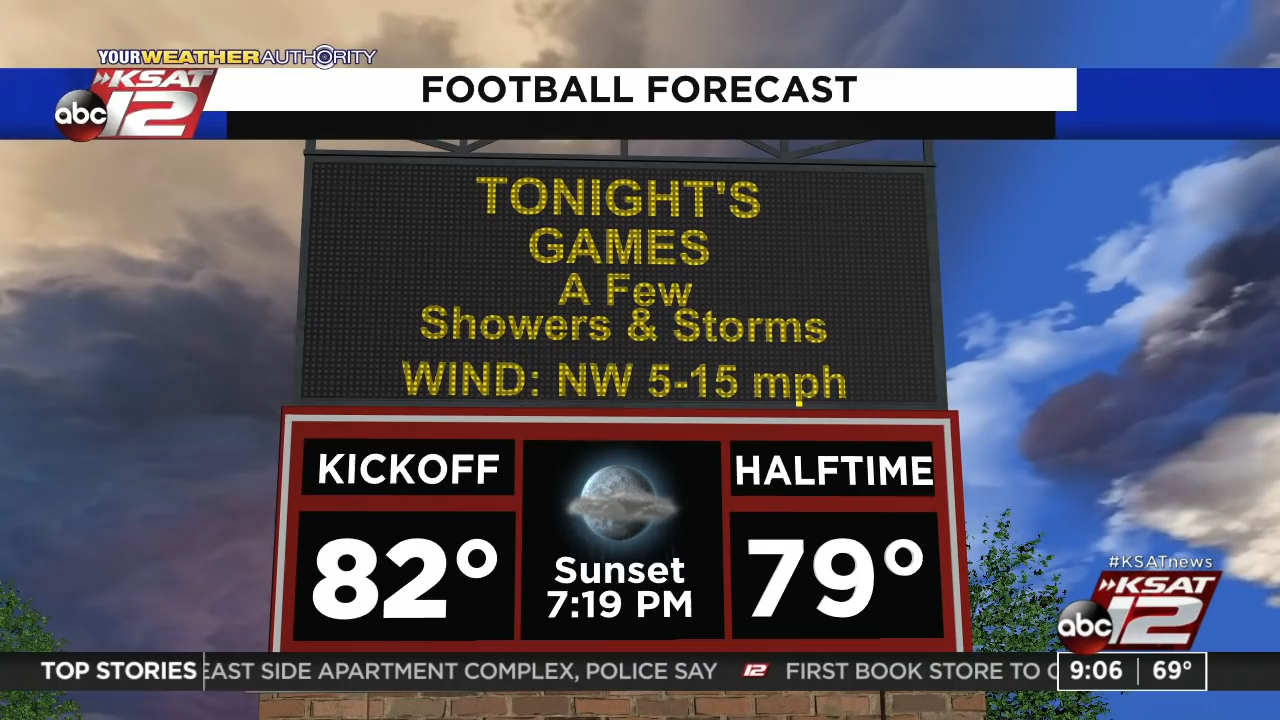 YOURWEATHERAUTHORITY
KSAT
abc 12
FOOTBALL FORECAST
TONIGHT'S
GAMES
A Few
Showers & Storms
WIND: NW 5-15 mph
KICKOFF
HALFTIME
82°
Sunset
7:19 PM
79°
#KSATnews
KSAT
abc 12
TOP STORIES EAST SIDE APARTMENT COMPLEX, POLICE SAY 12 FIRST BOOK STORE TO 9:06 69°